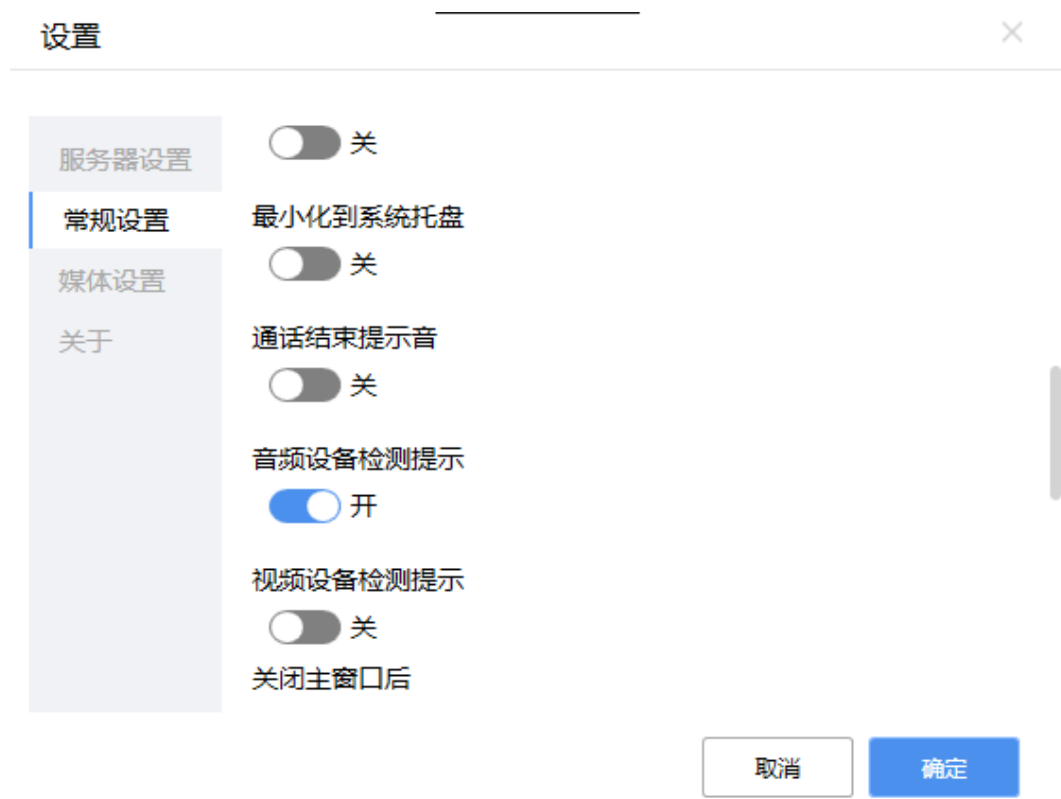 设置
服务器设置
常规设置
媒体设置
关于
关
最小化到系统托盘
关
通话结束提示音
关
音频设备检测提示
开
视频设备检测提示
关
关闭主窗口后
取消
确定